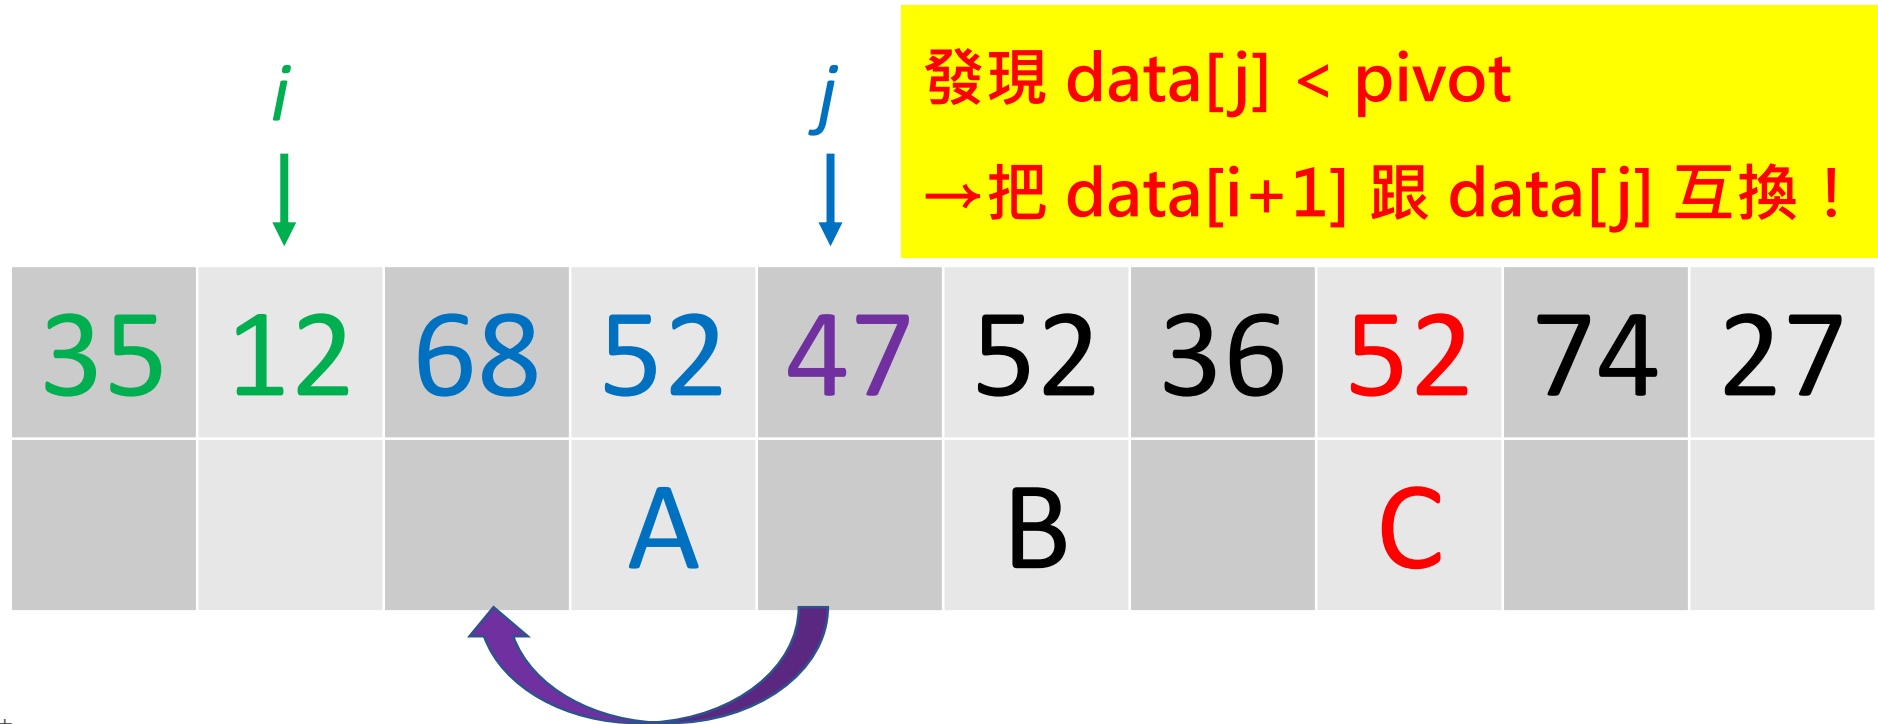 發現 data[j] < pivot
→把 data[i+1] 跟 data[j] 互換！
i j
35 12 68 52 47 52 36 52 74 27
A B C